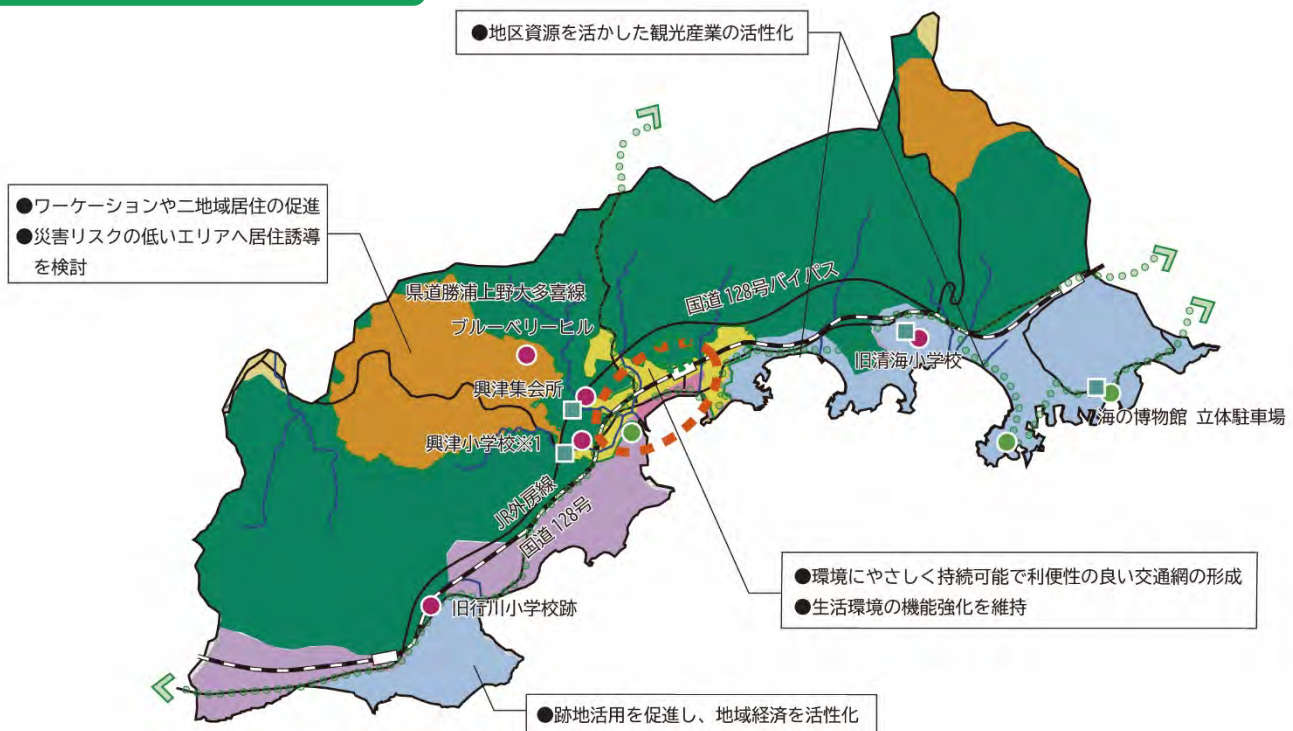 ●地区資源を活かした観光産業の活性化
●ワーケーションや二地域居住の促進
●災害リスクの低いエリアへ居住誘導
を検討
県道勝浦上野大多喜線
国道128号バイパス
ブルーベリーヒル
旧清海小学校
興津集会所
海の博物館 立体駐車場
興津小学校※1
JR外房線
国道128号
●環境にやさしく持続可能で利便性の良い交通網の形成
●生活環境の機能強化を維持
旧行川小学校跡
●跡地活用を促進し、地域経済を活性化